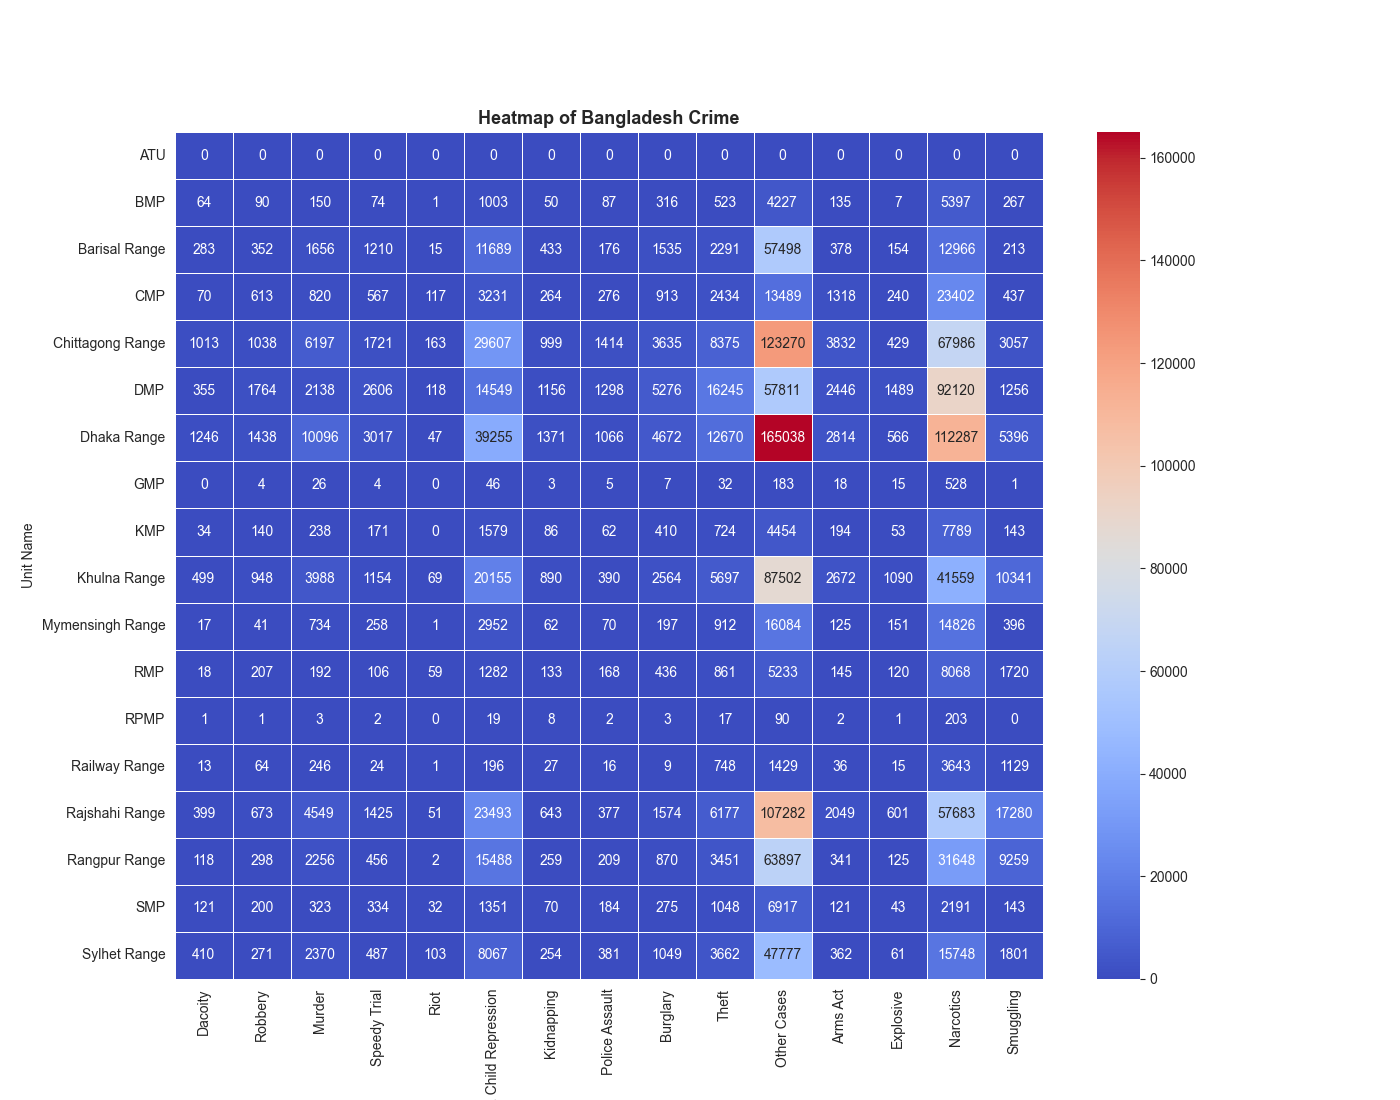 Heatmap of Bangladesh Crime
Unit Name
ATU 0 0 0 0 0 0 0 0 0 0 0 0 0 0 0
BMP 64 90 150 74 1 1003 50 87 316 523 4227 135 7 5397 267
Barisal Range 283 352 1656 1210 15 11689 433 176 1535 2291 57498 378 154 12966 213
CMP 70 613 820 567 117 3231 264 276 913 2434 13489 1318 240 23402 437
Chittagong Range 1013 1038 6197 1721 163 29607 999 1414 3635 8375 123270 3832 429 67986 3057
DMP 355 1764 2138 2606 118 14549 1156 1298 5276 16245 57811 2446 1489 92120 1256
Dhaka Range 1246 1438 10096 3017 47 39255 1371 1066 4672 12670 165038 2814 566 112287 5396
GMP 0 4 26 4 0 46 3 5 7 32 183 18 15 528 1
KMP 34 140 238 171 0 1579 86 62 410 724 4454 194 53 7789 143
Khulna Range 499 948 3988 1154 69 20155 890 390 2564 5697 87502 2672 1090 41559 10341
Mymensingh Range 17 41 734 258 1 2952 62 70 197 912 16084 125 151 14826 396
RMP 18 207 192 106 59 1282 133 168 436 861 5233 145 120 8068 1720
RPMP 1 1 3 2 0 19 8 2 3 17 90 2 1 203 0
Railway Range 13 64 246 24 1 196 27 16 9 748 1429 36 15 3643 1129
Rajshahi Range 399 673 4549 1425 51 23493 643 377 1574 6177 107282 2049 601 57683 17280
Rangpur Range 118 298 2256 456 2 15488 259 209 870 3451 63897 341 125 31648 9259
SMP 121 200 323 334 32 1351 70 184 275 1048 6917 121 43 2191 143
Sylhet Range 410 271 2370 487 103 8067 254 381 1049 3662 47777 362 61 15748 1801
Dacoity
Robbery
Murder
Speedy Trial
Riot
Child Repression
Kidnapping
Police Assault
Burglary
Theft
Other Cases
Arms Act
Explosive
Narcotics
Smuggling
160000
140000
120000
100000
80000
60000
40000
20000
0